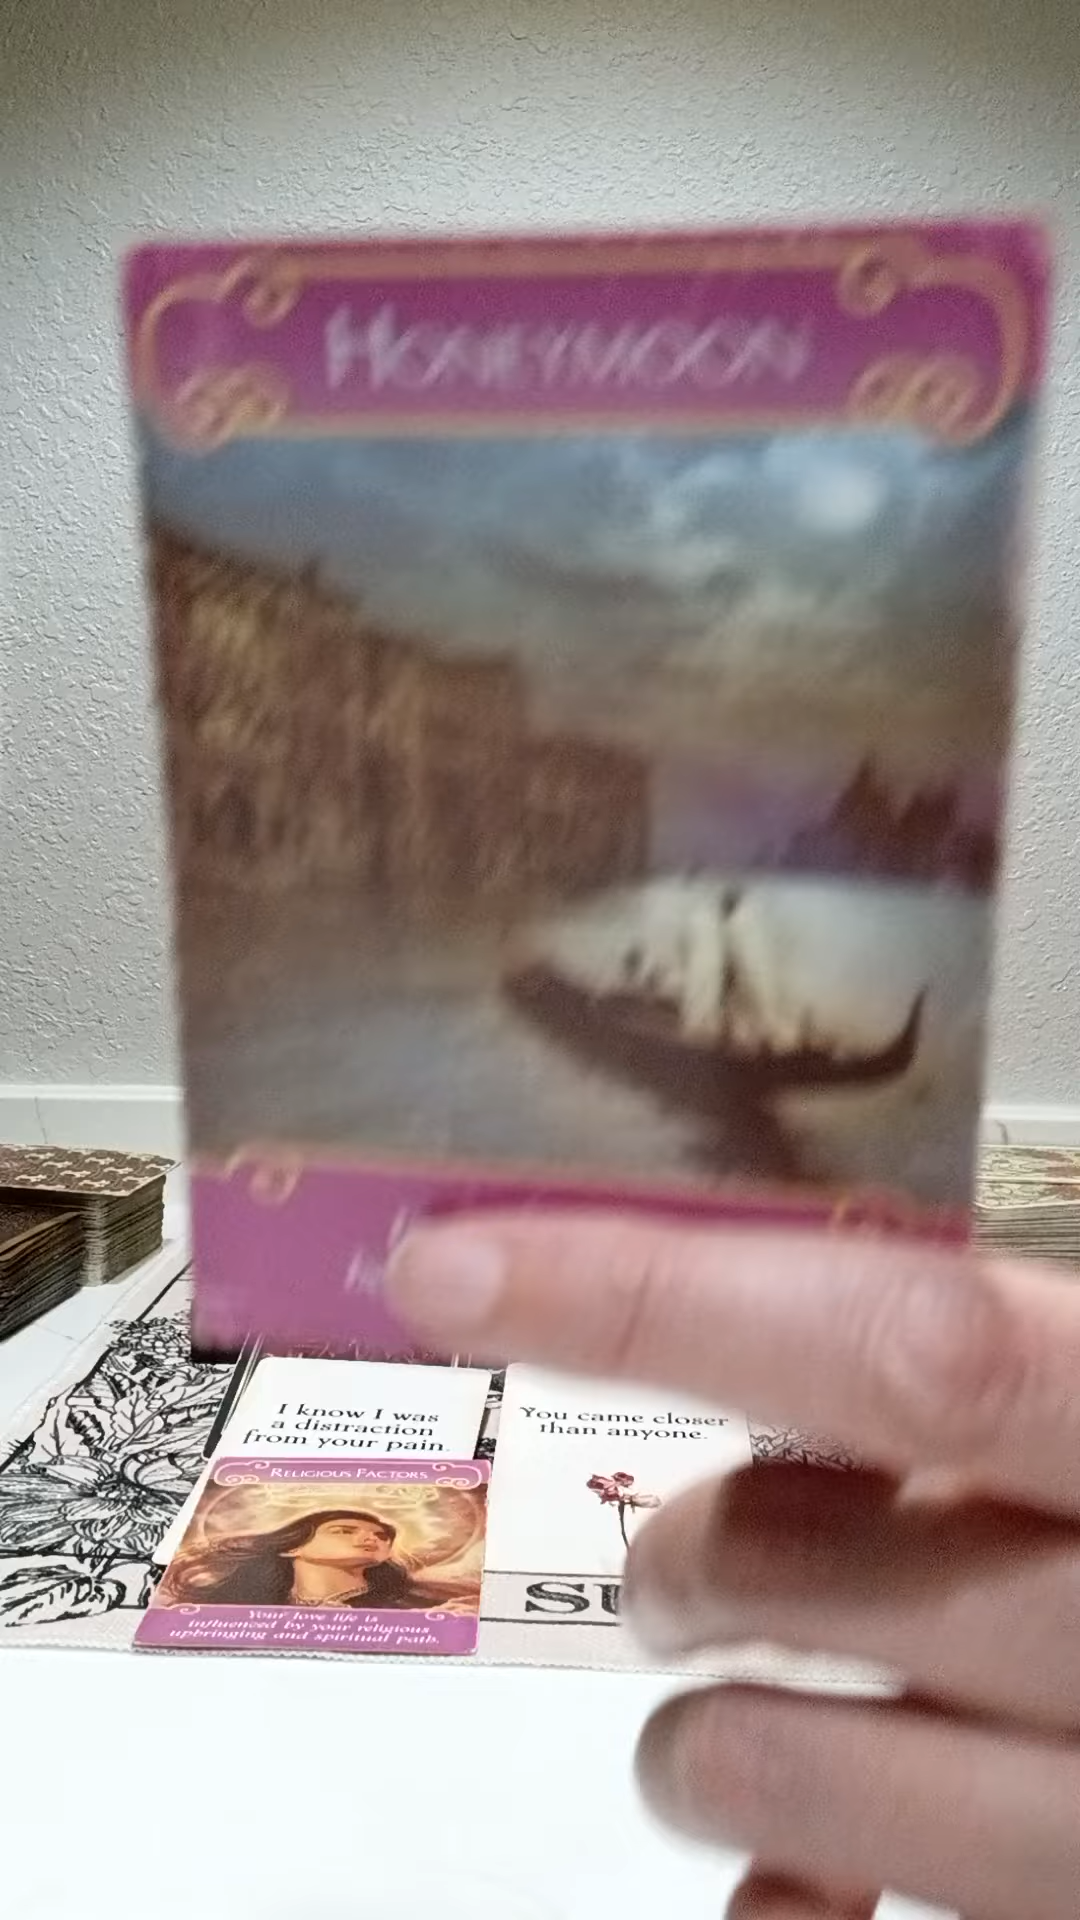 HONEYMOON
I know I was
a distraction
from your pain.
You came closer
than anyone.
RELIGIOUS FACTORS
Your love life is
influenced by your religious
upbringing and spiritual path.